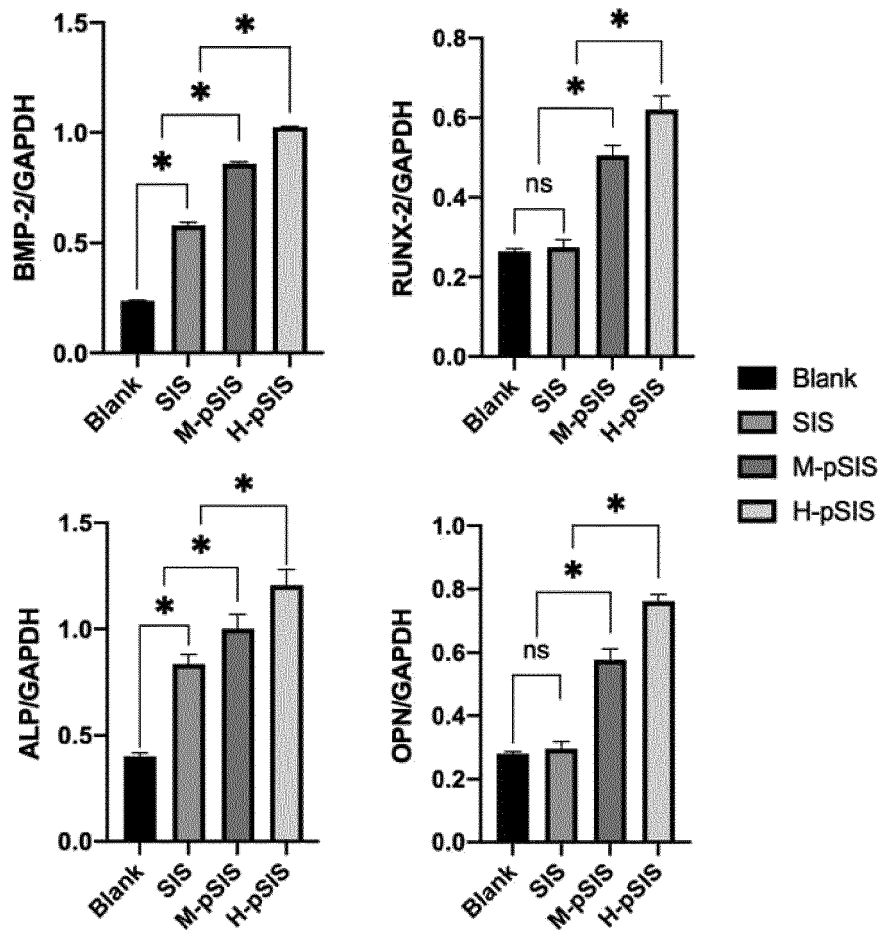 BMP-2/GAPDH
1.5
1.0
0.5
0.0
*
*
*
Blank
SIS
M-pSIS
H-pSIS
RUNX-2/GAPDH
0.8
0.6
0.4
0.2
0.0
ns
*
*
Blank
SIS
M-pSIS
H-pSIS
Blank
SIS
M-pSIS
H-pSIS
ALP/GAPDH
1.5
1.0
0.5
0.0
*
*
*
Blank
SIS
M-pSIS
H-pSIS
OPN/GAPDH
1.0
0.8
0.6
0.4
0.2
0.0
ns
*
*
Blank
SIS
M-pSIS
H-pSIS